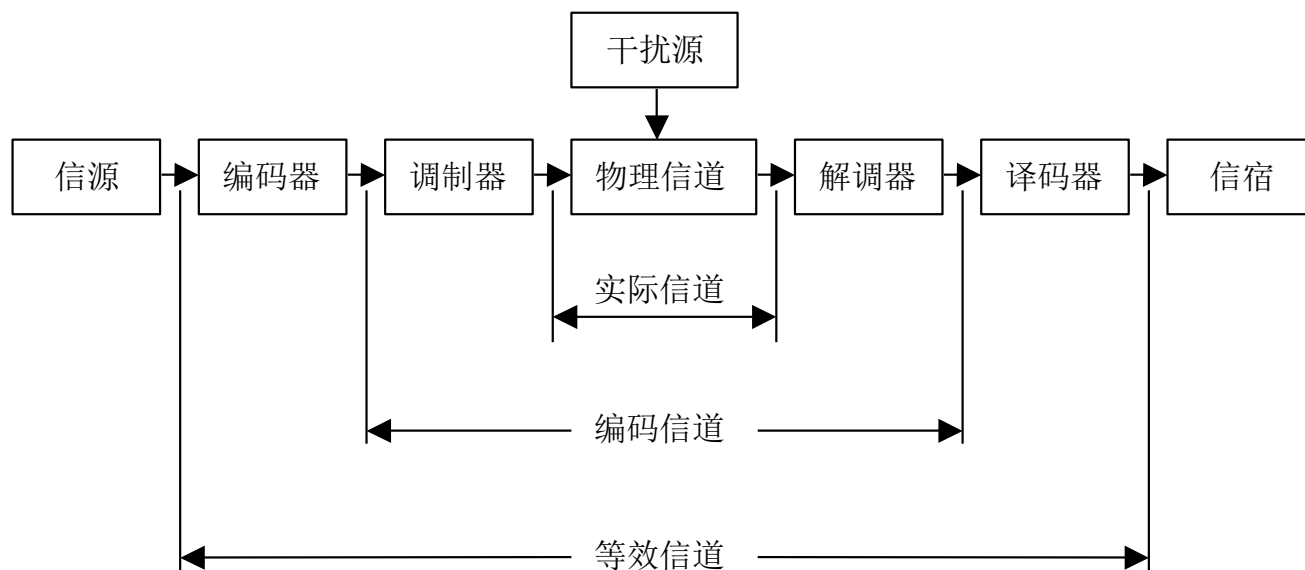 干扰源
信源
编码器
调制器
物理信道
解调器
译码器
信宿
实际信道
编码信道
等效信道